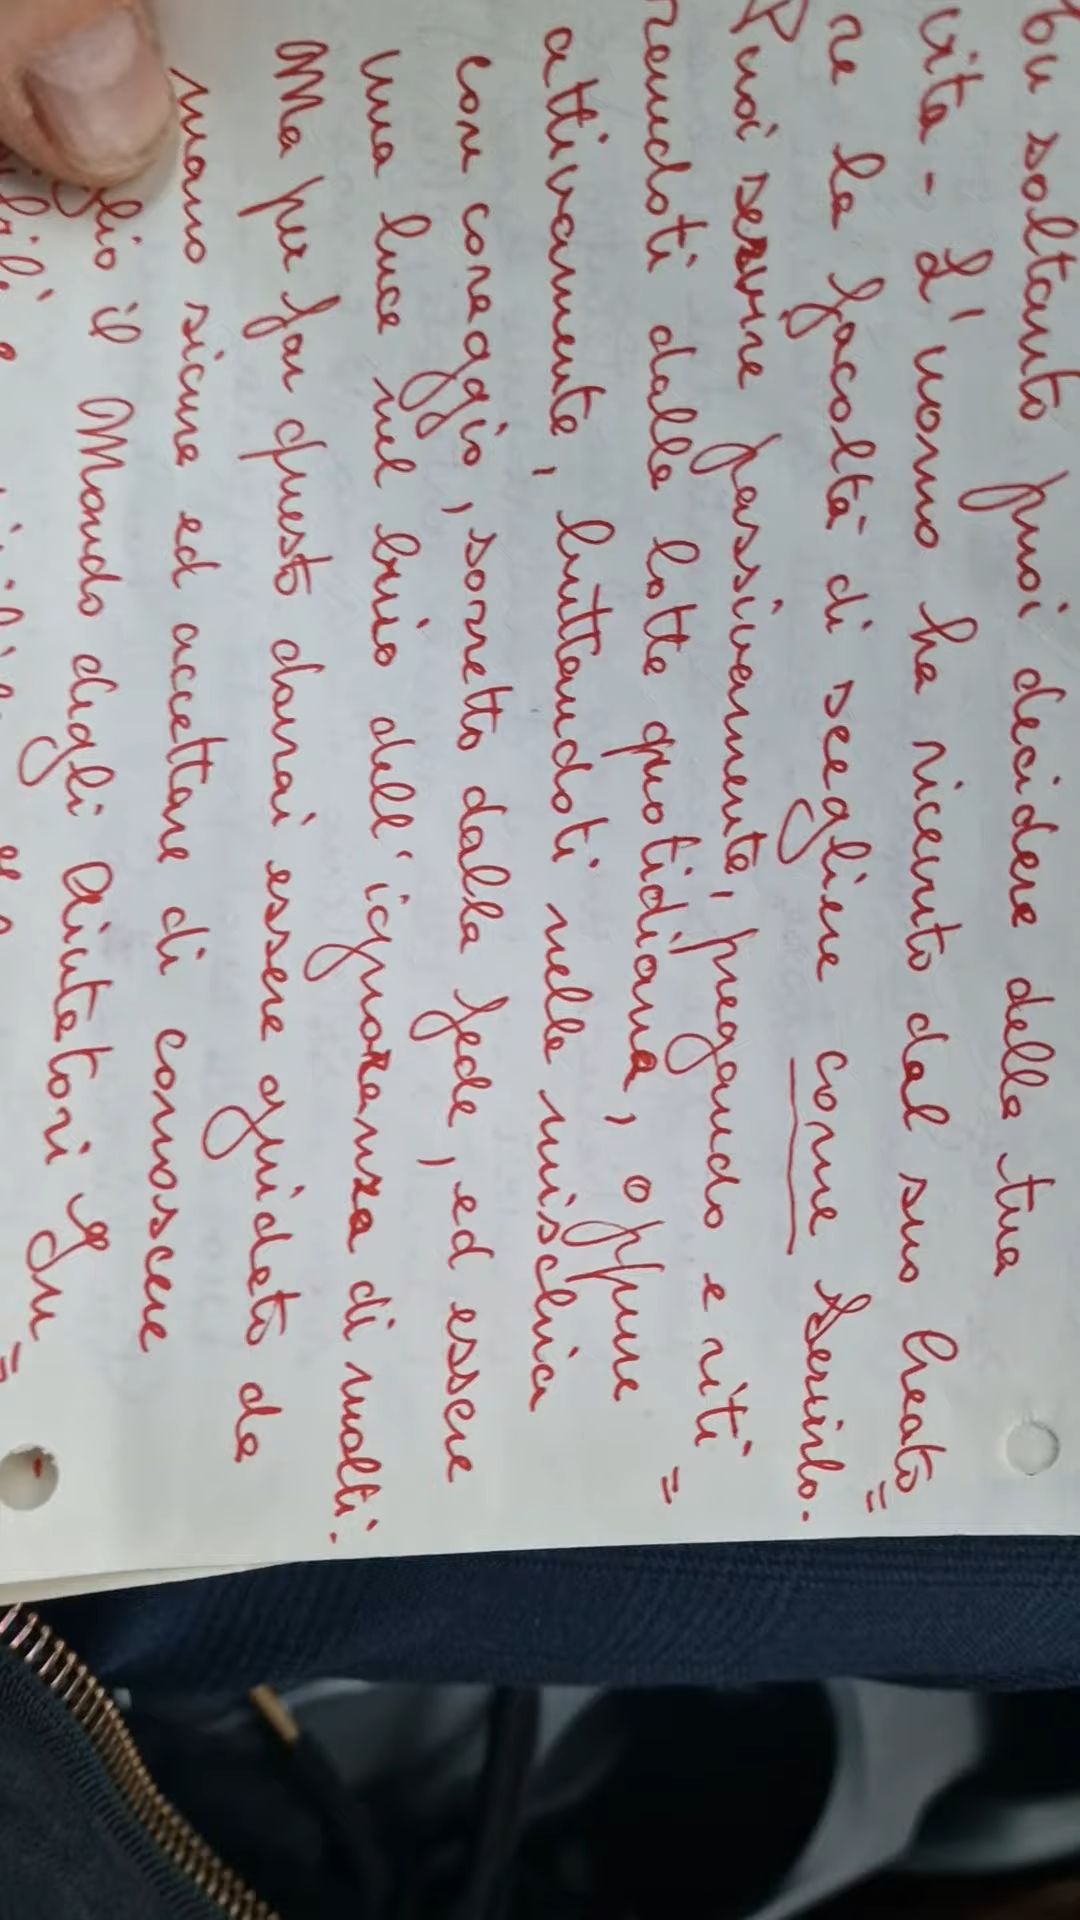 tu soltanto puoi decidere della tua
vita - L'uomo ha ricevuto dal suo Creato=
re la facoltà di scegliere come servirlo.
Puoi servire passivamente, pregando e riti=
randoti dalle lotte quotidiana, oppure
attivamente, buttandoti nelle mischia
con coraggio, sorretto dalla fede, ed essere
una luce nel buio dell'ignoranza di molti.
Ma per far questo dovrai essere guidato da
mano sicura ed accettare di conoscere
il Mondo degli Aiutatori